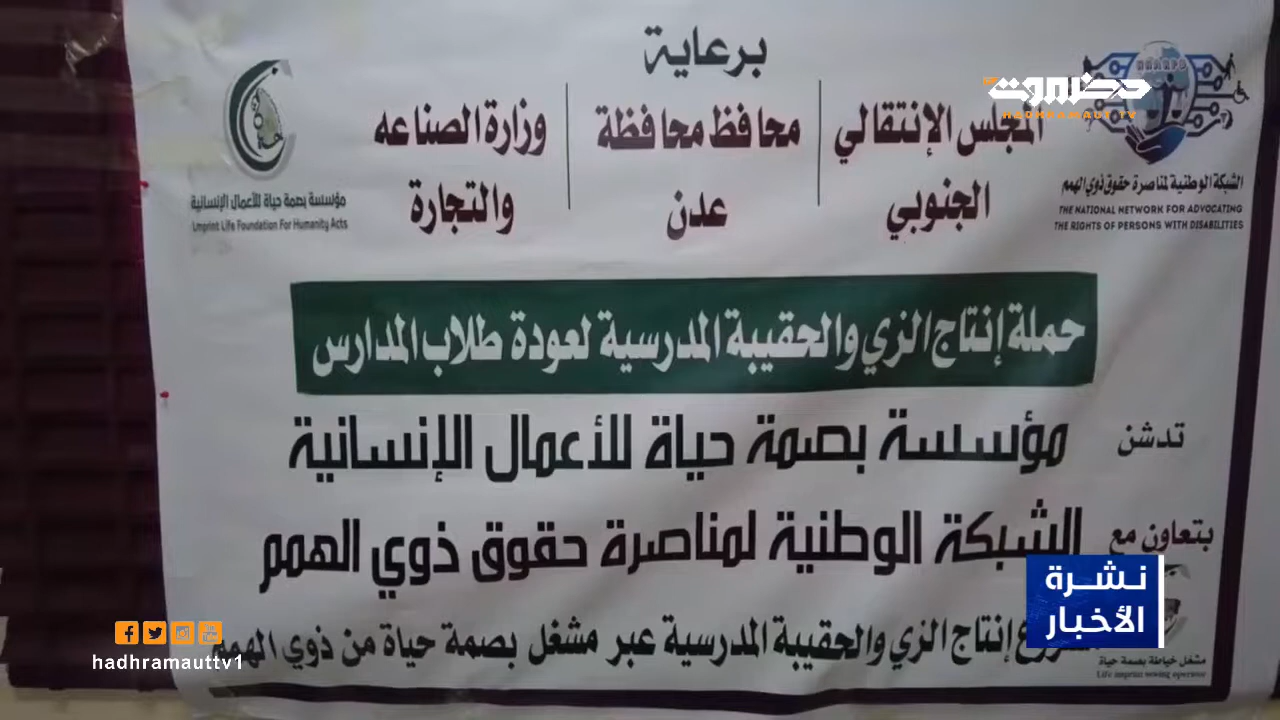 برعاية
المجلس الإنتقالي
الجنوبي
محافظ محافظة
عدن
وزارة الصناعه
والتجارة
حضرموت
HADHRAMAUT TV
الشبكة الوطنية لمناصرة حقوق ذوي الهمم
THE NATIONAL NETWORK FOR ADVOCATING
THE RIGHTS OF PERSONS WITH DISABILITIES
مؤسسة بصمة حياة للأعمال الإنسانية
Imprint Life Foundation For Humanity Acts
حملة إنتاج الزي والحقيبة المدرسية لعودة طلاب المدارس
تدشن مؤسسة بصمة حياة للأعمال الإنسانية
بتعاون مع الشبكة الوطنية لمناصرة حقوق ذوي الهمم
إنتاج الزي والحقيبة المدرسية عبر مشغل بصمة حياة من ذوي الهمم
مشغل خياطة بصمة حياة
Life imprint sewing operator
نشرة
الأخبار
hadhramauttv1